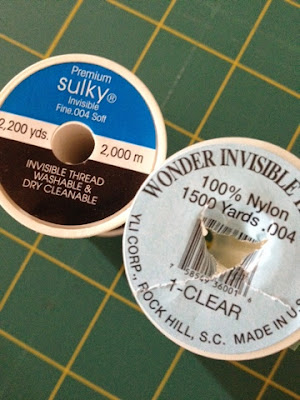 Premium
sulky®
Invisible
Fine .004 Soft
2,200 yds.
2,000 m
INVISIBLE THREAD
WASHABLE &
DRY CLEANABLE
WONDER INVISIBLE
100% Nylon
1500 Yards .004
1-CLEAR
YLI CORP., ROCK HILL, S.C. MADE IN